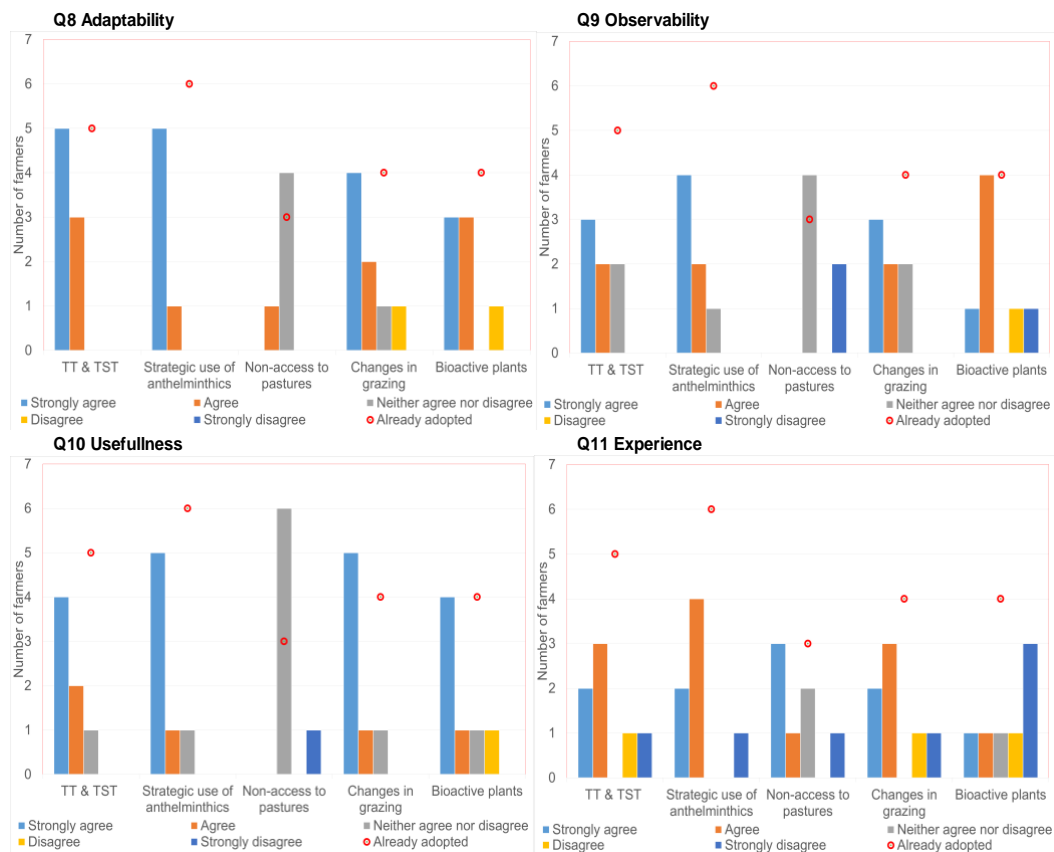 Q8 Adaptability
7
6
5
4
3
2
1
0
Number of farmers
TT & TST
Strategic use of
anthelminthics
Non-access to
pastures
Changes in
grazing
Bioactive plants
Strongly agree
Agree
Neither agree nor disagree
Disagree
Strongly disagree
Already adopted
Q9 Observability
7
6
5
4
3
2
1
0
Number of farmers
TT & TST
Strategic use of
anthelminthics
Non-access to
pastures
Changes in
grazing
Bioactive plants
Strongly agree
Agree
Neither agree nor disagree
Disagree
Strongly disagree
Already adopted
Q10 Usefullness
7
6
5
4
3
2
1
0
Number of farmers
TT & TST
Strategic use of
anthelminthics
Non-access to
pastures
Changes in
grazing
Bioactive plants
Strongly agree
Agree
Neither agree nor disagree
Disagree
Strongly disagree
Already adopted
Q11 Experience
7
6
5
4
3
2
1
0
Number of farmers
TT & TST
Strategic use of
anthelminthics
Non-access to
pastures
Changes in
grazing
Bioactive plants
Strongly agree
Agree
Neither agree nor disagree
Disagree
Strongly disagree
Already adopted